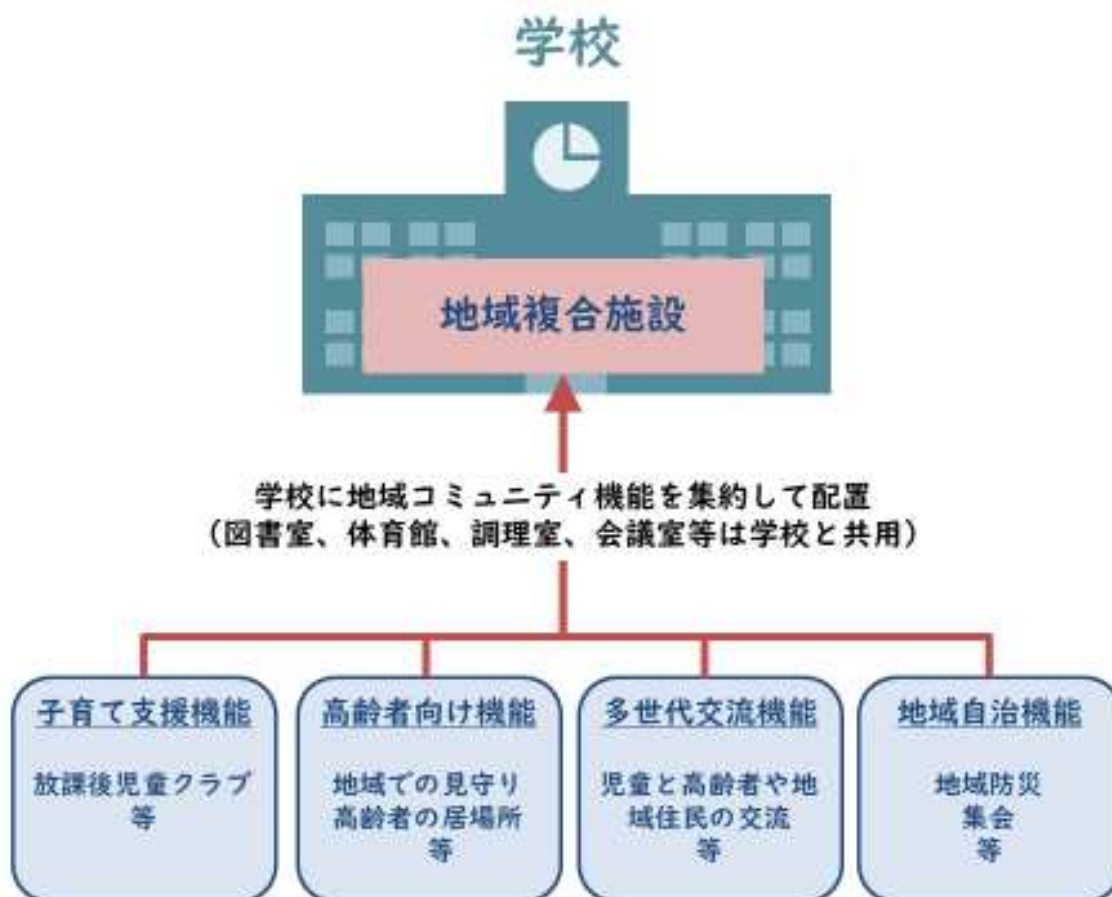 学校
地域複合施設
学校に地域コミュニティ機能を集約して配置
（図書室、体育館、調理室、会議室等は学校と共用）
子育て支援機能
放課後児童クラブ
等
高齢者向け機能
地域での見守り
高齢者の居場所
等
多世代交流機能
児童と高齢者や地
域住民の交流
等
地域自治機能
地域防災
集会
等